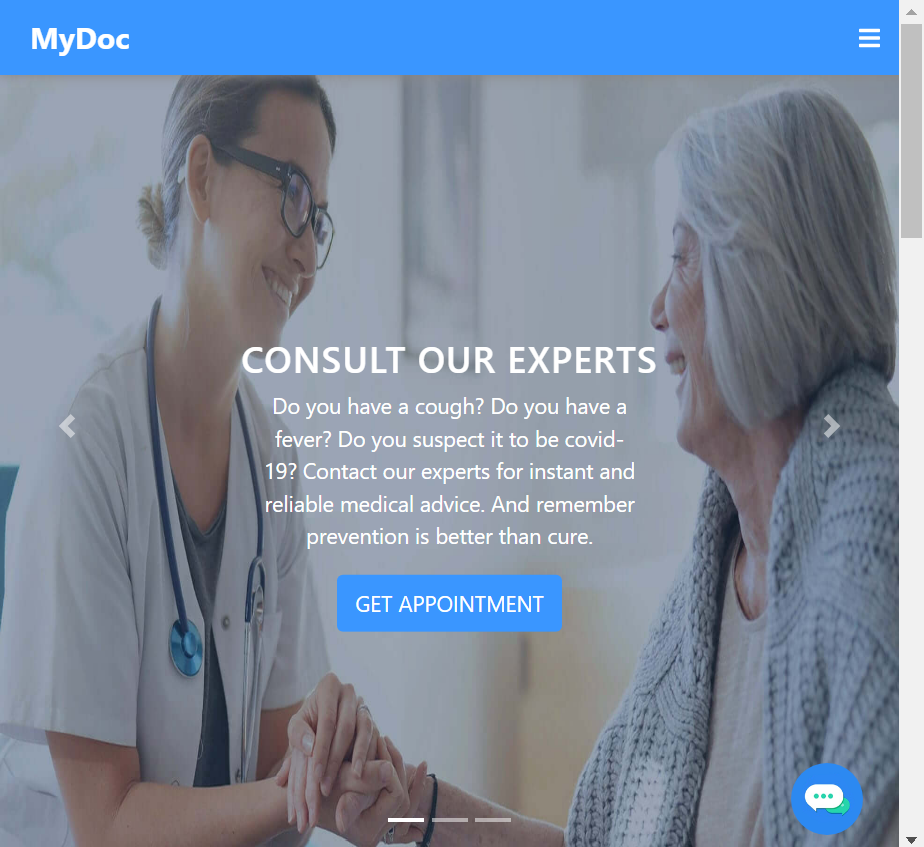 MyDoc
CONSULT OUR EXPERTS
Do you have a cough? Do you have a
fever? Do you suspect it to be covid-
19? Contact our experts for instant and
reliable medical advice. And remember
prevention is better than cure.
GET APPOINTMENT